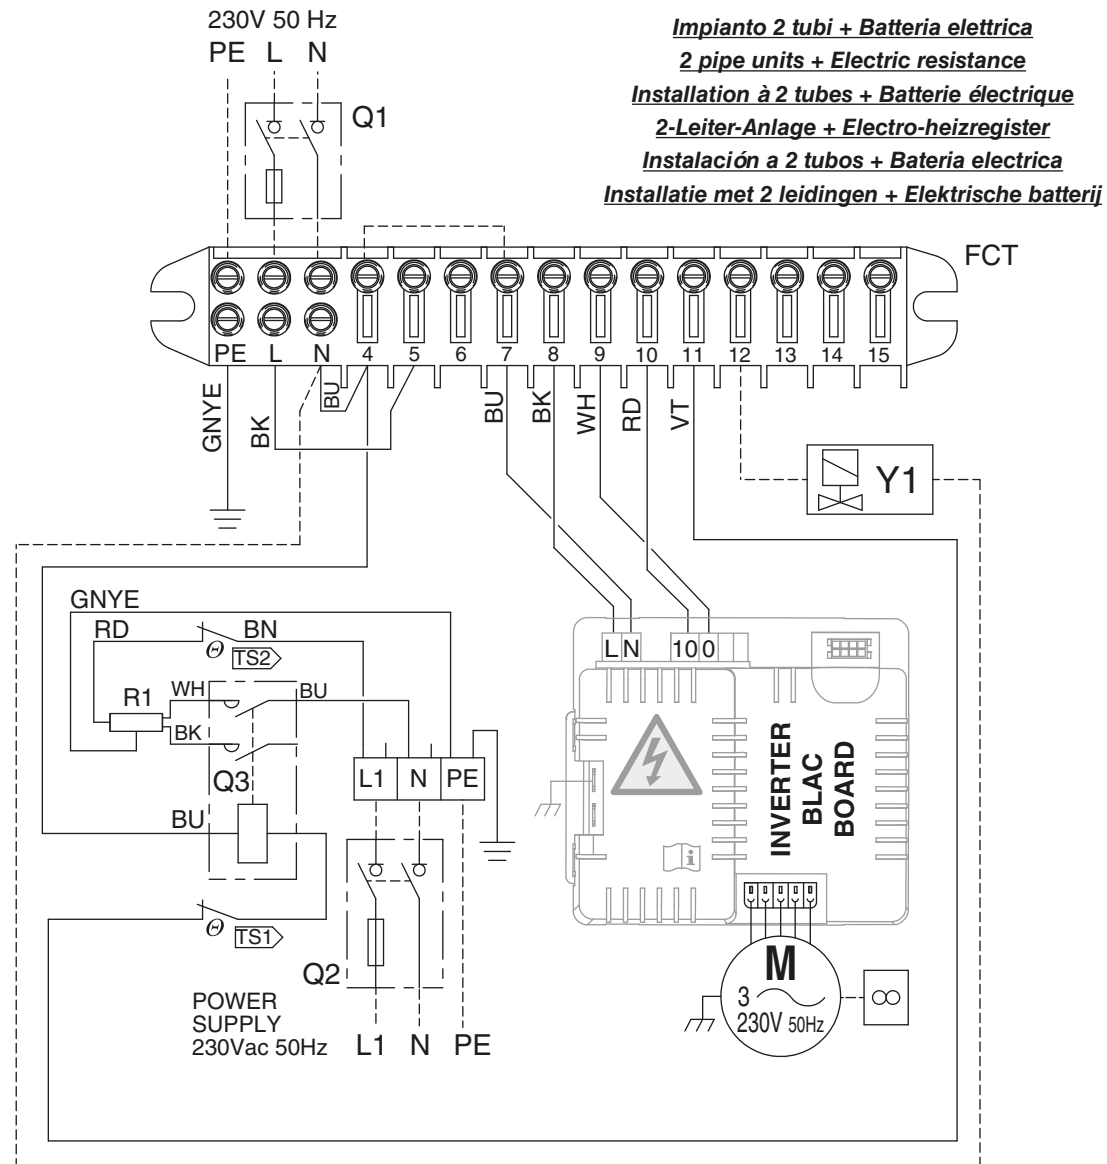 230V 50 Hz
PE L N
Q1
Impianto 2 tubi + Batteria elettrica
2 pipe units + Electric resistance
Installation à 2 tubes + Batterie électrique
2-Leiter-Anlage + Electro-heizregister
Instalación a 2 tubos + Bateria electrica
Installatie met 2 leidingen + Elektrische batterij
FCT
PE L N 4 5 6 7 8 9 10 11 12 13 14 15
GNYE BK BU BU BK WH RD VT
Y1
GNYE
RD BN
TS2
R1 WH BU
BK
Q3
L1 N PE
BU
TS1
Q2
POWER
SUPPLY
230Vac 50Hz
L1 N PE
L N 10 0
INVERTER
BLAC
BOARD
i
M
3
230V 50Hz
8